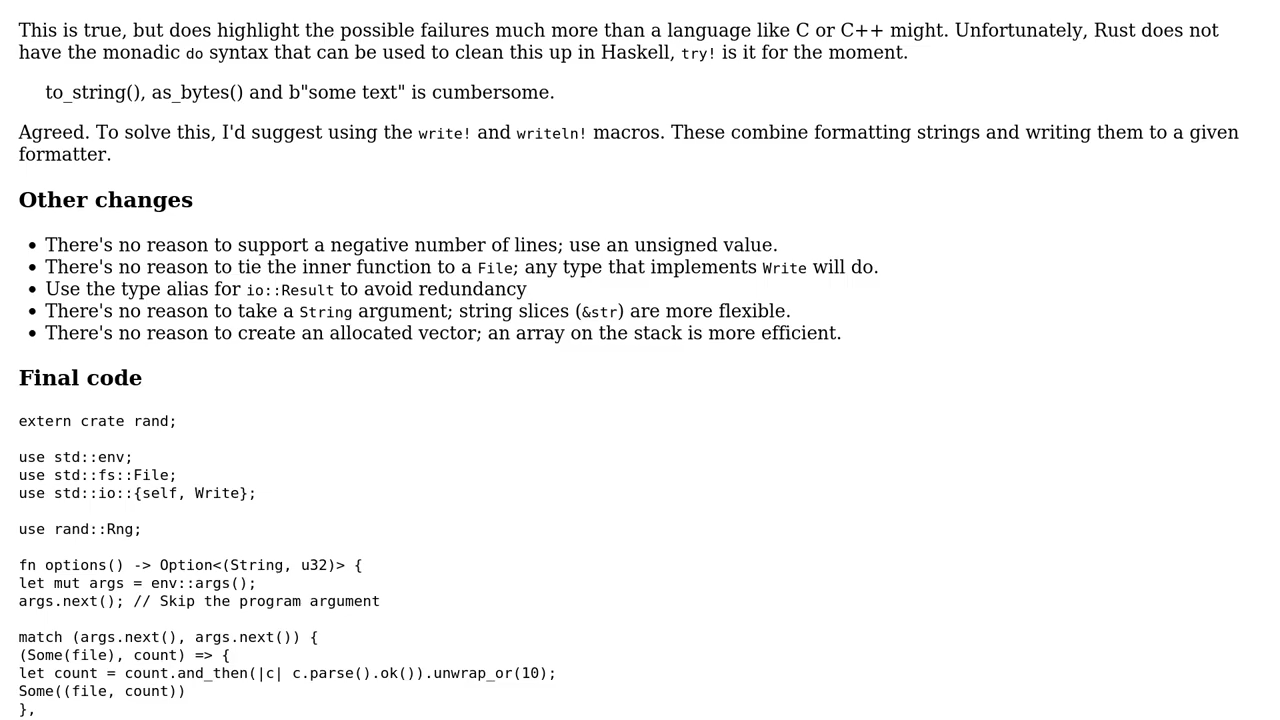 This is true, but does highlight the possible failures much more than a language like C or C++ might. Unfortunately, Rust does not
have the monadic do syntax that can be used to clean this up in Haskell, try! is it for the moment.
to_string(), as_bytes() and b"some text" is cumbersome.
Agreed. To solve this, I'd suggest using the write! and writeln! macros. These combine formatting strings and writing them to a given
formatter.
Other changes
• There's no reason to support a negative number of lines; use an unsigned value.
• There's no reason to tie the inner function to a File; any type that implements Write will do.
• Use the type alias for io::Result to avoid redundancy
• There's no reason to take a String argument; string slices (&str) are more flexible.
• There's no reason to create an allocated vector; an array on the stack is more efficient.
Final code
extern crate rand;
use std::env;
use std::fs::File;
use std::io::{self, Write};
use rand::Rng;
fn options() -> Option<(String, u32)> {
let mut args = env::args();
args.next(); // Skip the program argument
match (args.next(), args.next()) {
(Some(file), count) => {
let count = count.and_then(|c| c.parse().ok()).unwrap_or(10);
Some((file, count))
},